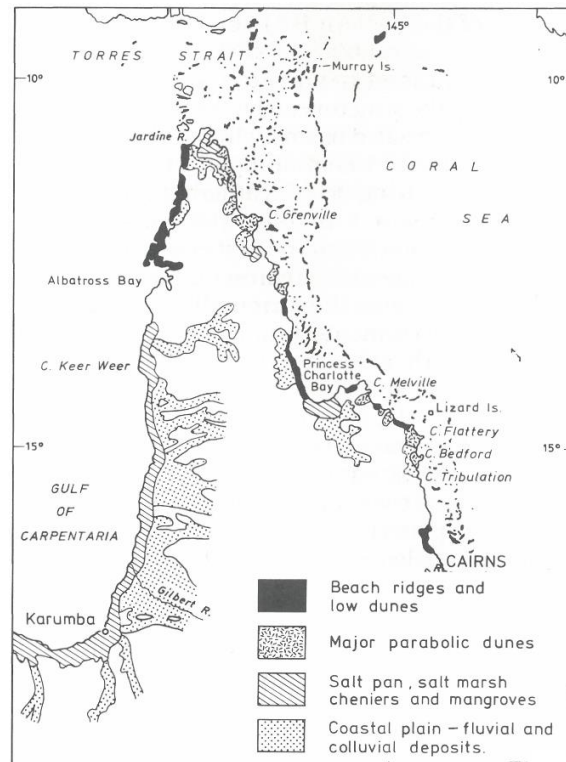 145°
TORRES STRAIT
10°
10°
Murray Is.
Jardine R.
CORAL
SEA
C. Grenville
Albatross Bay
C. Keer Weer
Princess
Charlotte
Bay
C. Melville
Lizard Is.
C. Flattery
15°
15°
C. Bedford
C. Tribulation
GULF
OF
CARPENTARIA
CAIRNS
Gilbert R.
Karumba
Beach ridges and
low dunes
Major parabolic dunes
Salt pan, salt marsh
cheniers and mangroves
Coastal plain – fluvial and
colluvial deposits.